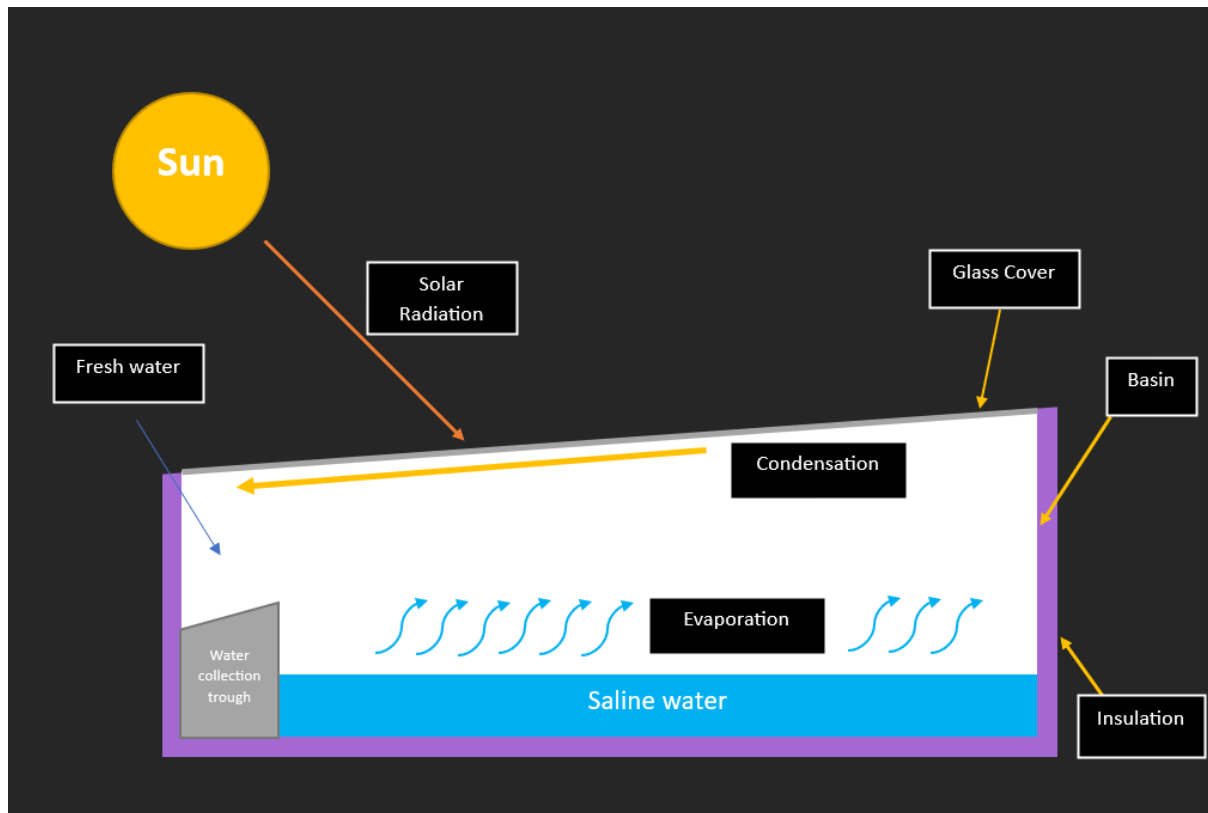 Sun
Solar
Radiation
Glass Cover
Fresh water
Basin
Condensation
Evaporation
Water
collection
trough
Saline water
Insulation